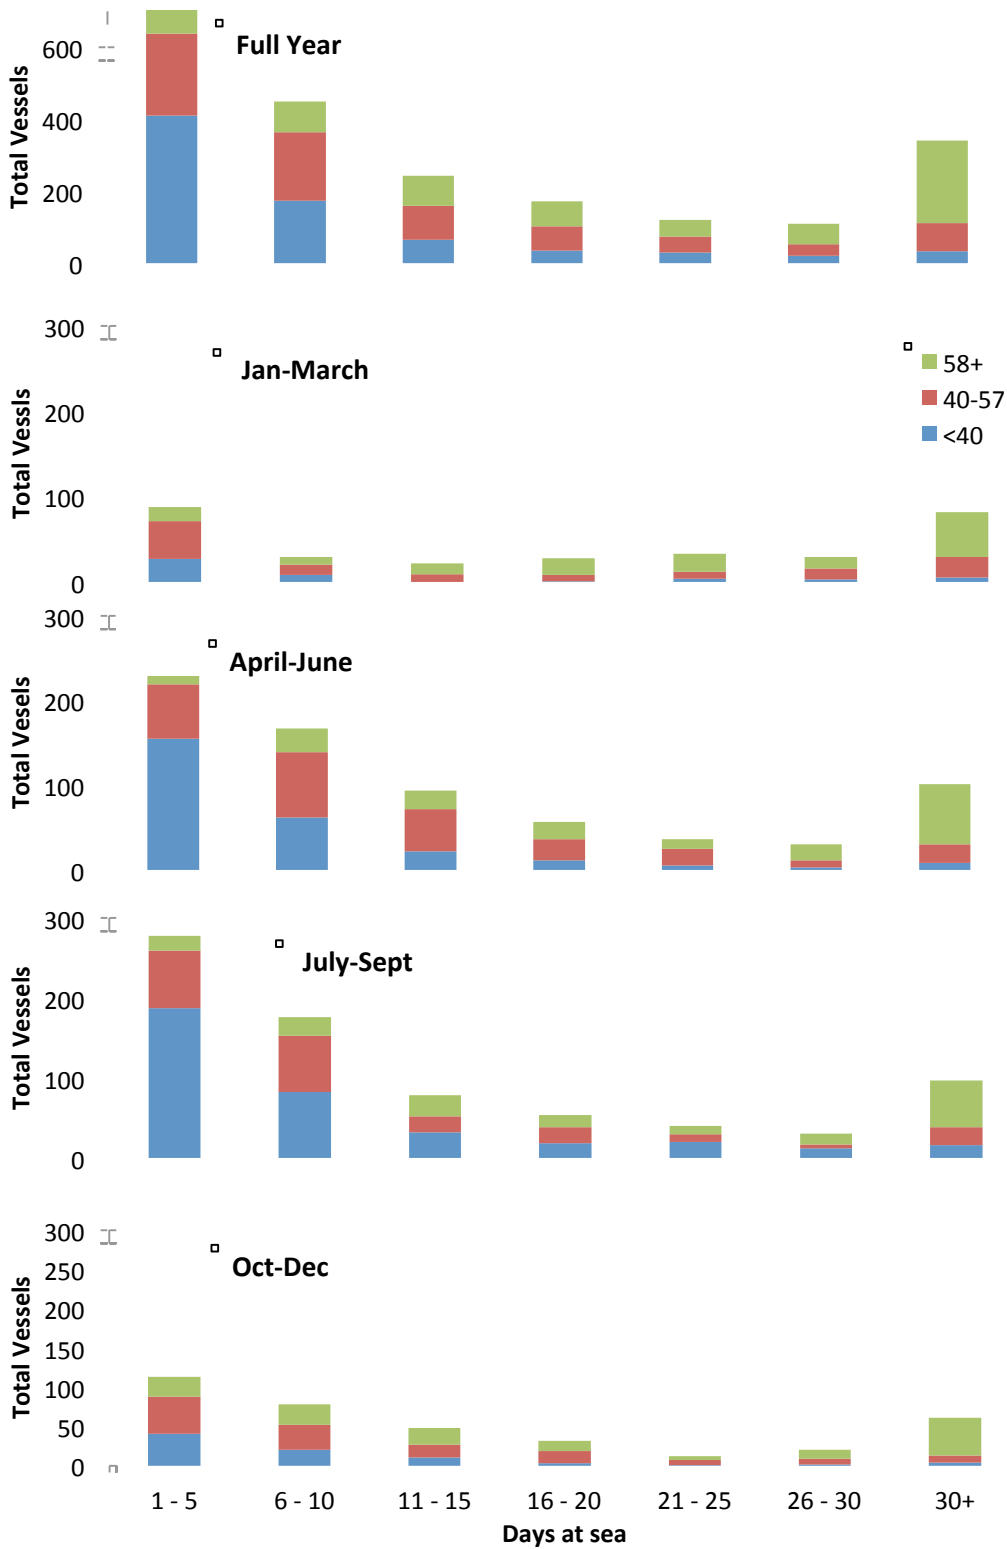 Full Year
Total Vessels
600
400
200
0
Jan-March
Total Vessls
300
200
100
0
58+
40-57
<40
April-June
Total Vesels
300
200
100
0
July-Sept
Total Vessels
300
200
100
0
Oct-Dec
Total Vessels
300
250
200
150
100
50
0
1 - 5 6 - 10 11 - 15 16 - 20 21 - 25 26 - 30 30+
Days at sea